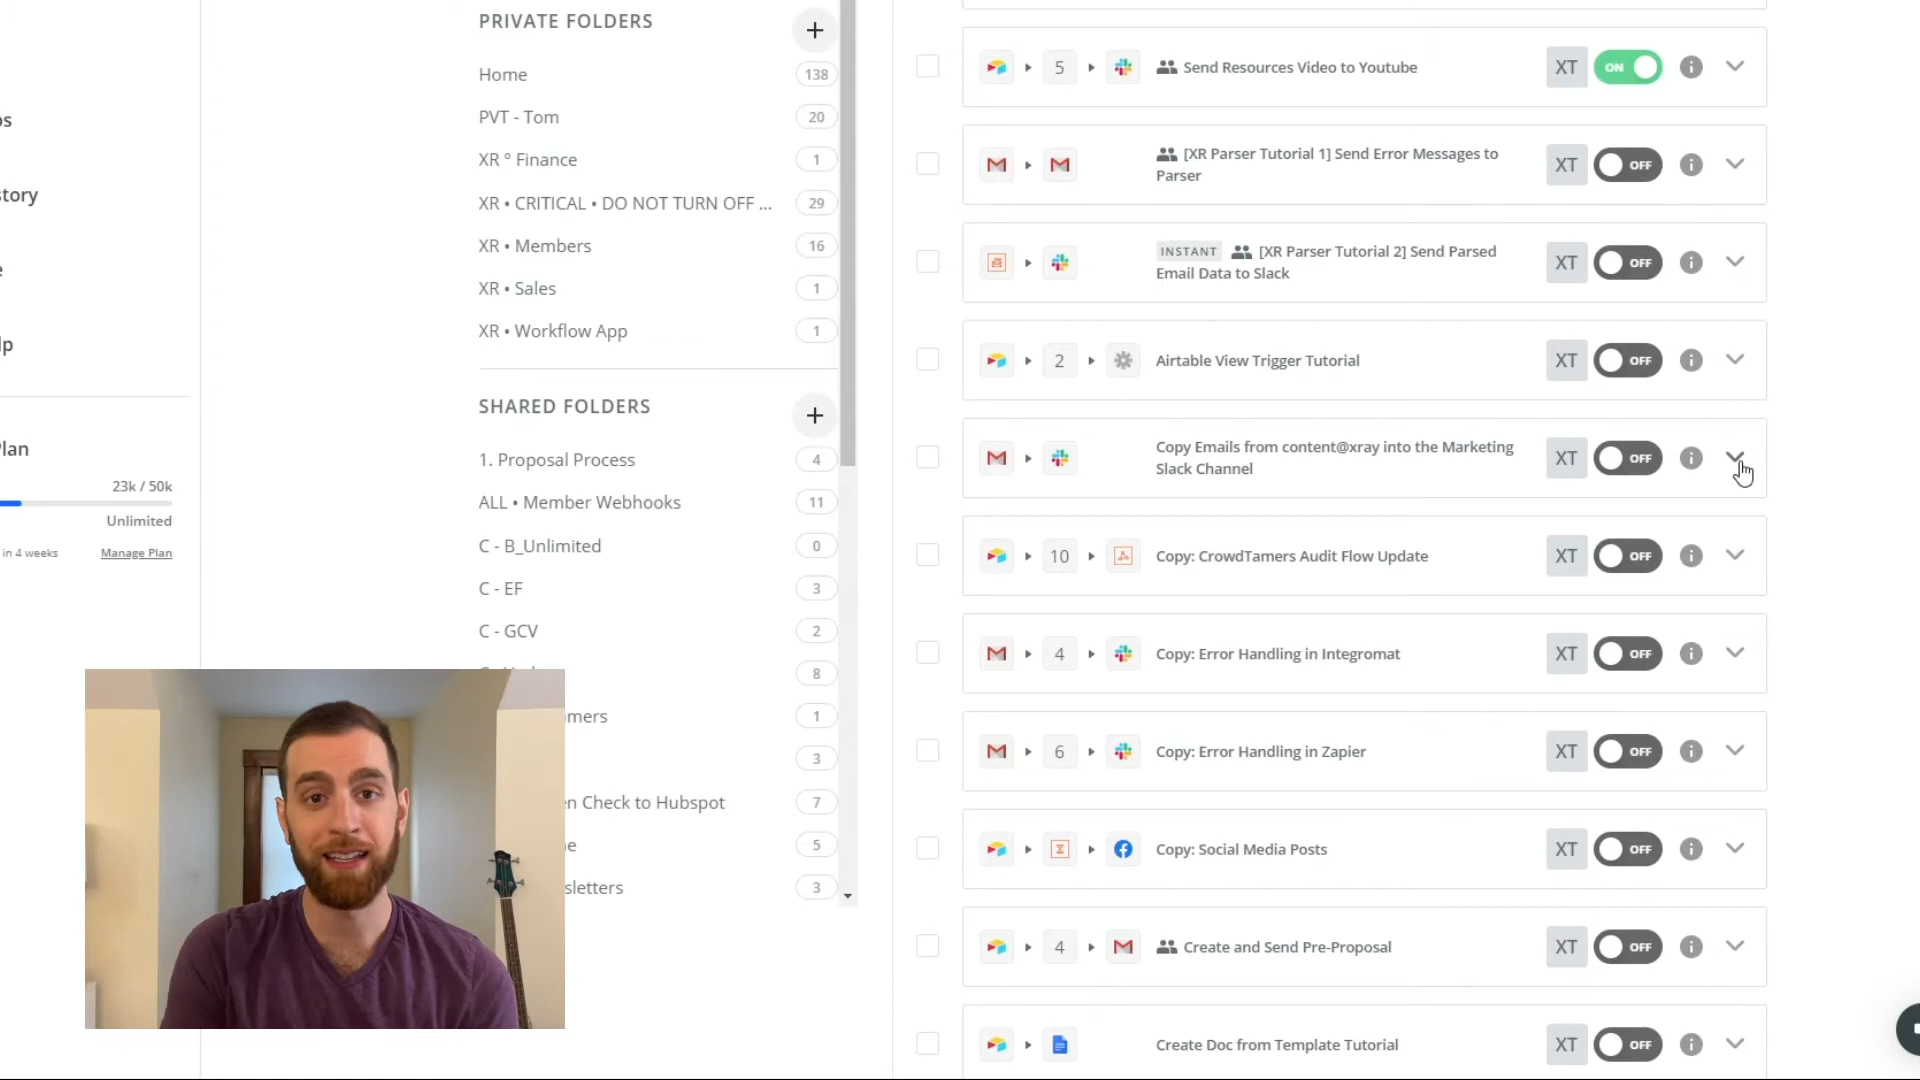 ps
story
e
lp
Plan
23k / 50k
Unlimited
in 4 weeks
Manage Plan
PRIVATE FOLDERS
Home 138
PVT - Tom 20
XR ° Finance 1
XR • CRITICAL • DO NOT TURN OFF ... 29
XR • Members 16
XR • Sales 1
XR • Workflow App 1
SHARED FOLDERS
1. Proposal Process 4
ALL • Member Webhooks 11
C - B_Unlimited 0
C - EF 3
C - GCV 2
8
mers 1
3
en Check to Hubspot 7
ne 5
sletters 3
5 Send Resources Video to Youtube XT ON
[XR Parser Tutorial 1] Send Error Messages to
Parser
XT OFF
INSTANT [XR Parser Tutorial 2] Send Parsed
Email Data to Slack
XT OFF
2 Airtable View Trigger Tutorial XT OFF
Copy Emails from content@xray into the Marketing
Slack Channel
XT OFF
10 Copy: CrowdTamers Audit Flow Update XT OFF
4 Copy: Error Handling in Integromat XT OFF
6 Copy: Error Handling in Zapier XT OFF
Copy: Social Media Posts XT OFF
4 Create and Send Pre-Proposal XT OFF
Create Doc from Template Tutorial XT OFF